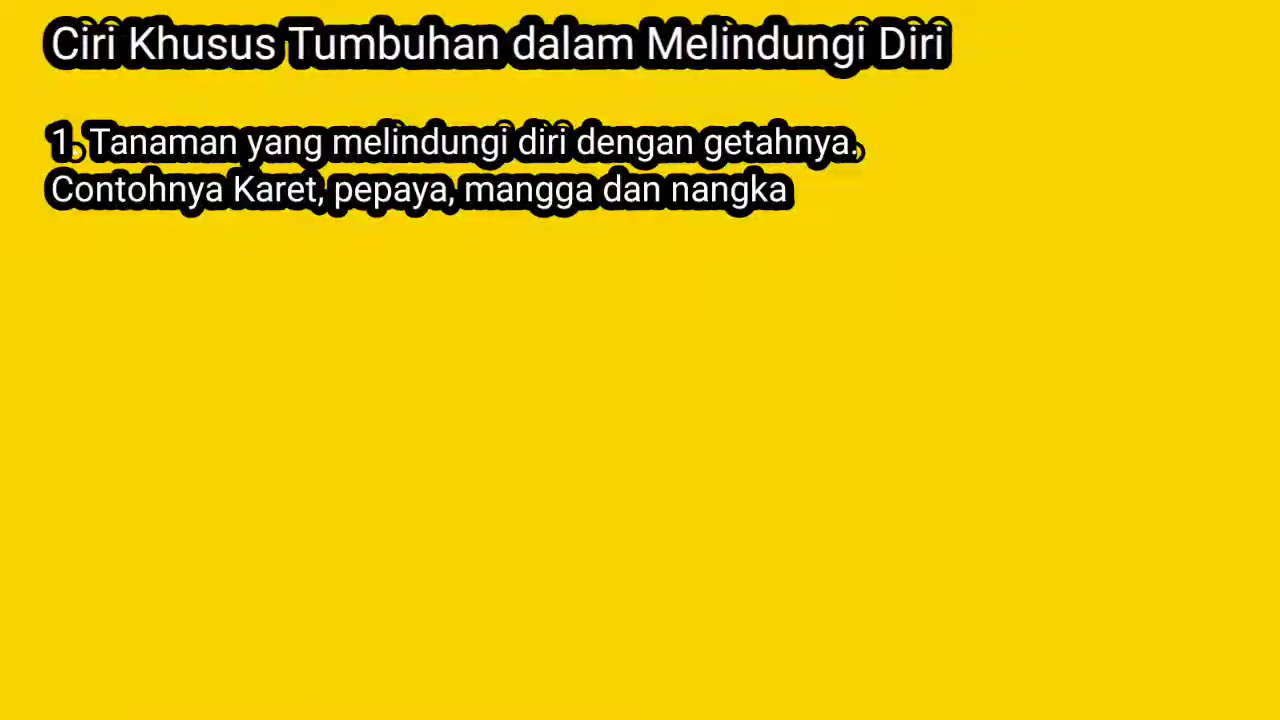 Ciri Khusus Tumbuhan dalam Melindungi Diri
1. Tanaman yang melindungi diri dengan getahnya.
Contohnya Karet, pepaya, mangga dan nangka